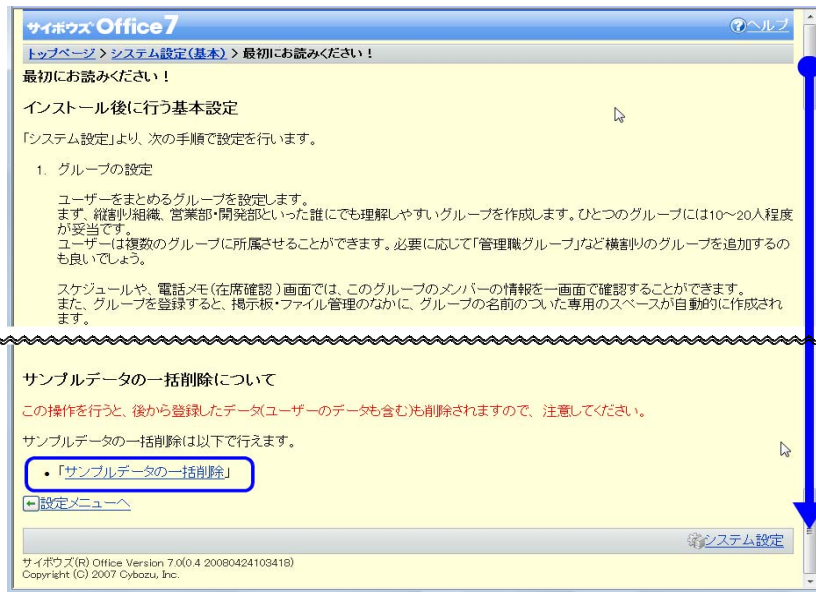 サイボウズ Office 7
ヘルプ
トップページ > システム設定(基本) > 最初にお読みください！
最初にお読みください！
インストール後に行う基本設定
「システム設定」より、次の手順で設定を行います。
1. グループの設定
ユーザーをまとめるグループを設定します。
まず、縦割り組織、営業部・開発部といった誰にでも理解しやすいグループを作成します。ひとつのグループには10～20人程度
が妥当です。
ユーザーは複数のグループに所属させることができます。必要に応じて「管理職グループ」など横割りのグループを追加するの
も良いでしょう。
スケジュールや、電話メモ(在席確認)画面では、このグループのメンバーの情報を一画面で確認することができます。
また、グループを登録すると、掲示板・ファイル管理のなかに、グループの名前のついた専用のスペースが自動的に作成され
ます。
サンプルデータの一括削除について
この操作を行うと、後から登録したデータ(ユーザーのデータも含む)も削除されますので、注意してください。
サンプルデータの一括削除は以下で行えます。
• 「サンプルデータの一括削除」
設定メニューへ
システム設定
サイボウズ(R) Office Version 7.0(0.4 20080424103418)
Copyright (C) 2007 Cybozu, Inc.